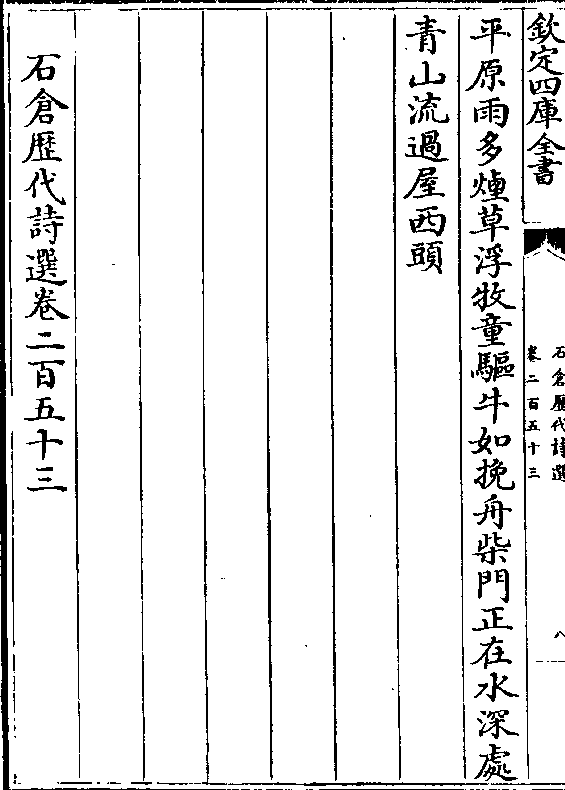 欽定四庫全書
石倉歷代詩選
卷二百五十三
八
平原雨多煙草浮牧童驅牛如挽舟柴門正在水深處
青山流過屋西頭
石倉歷代詩選卷二百五十三